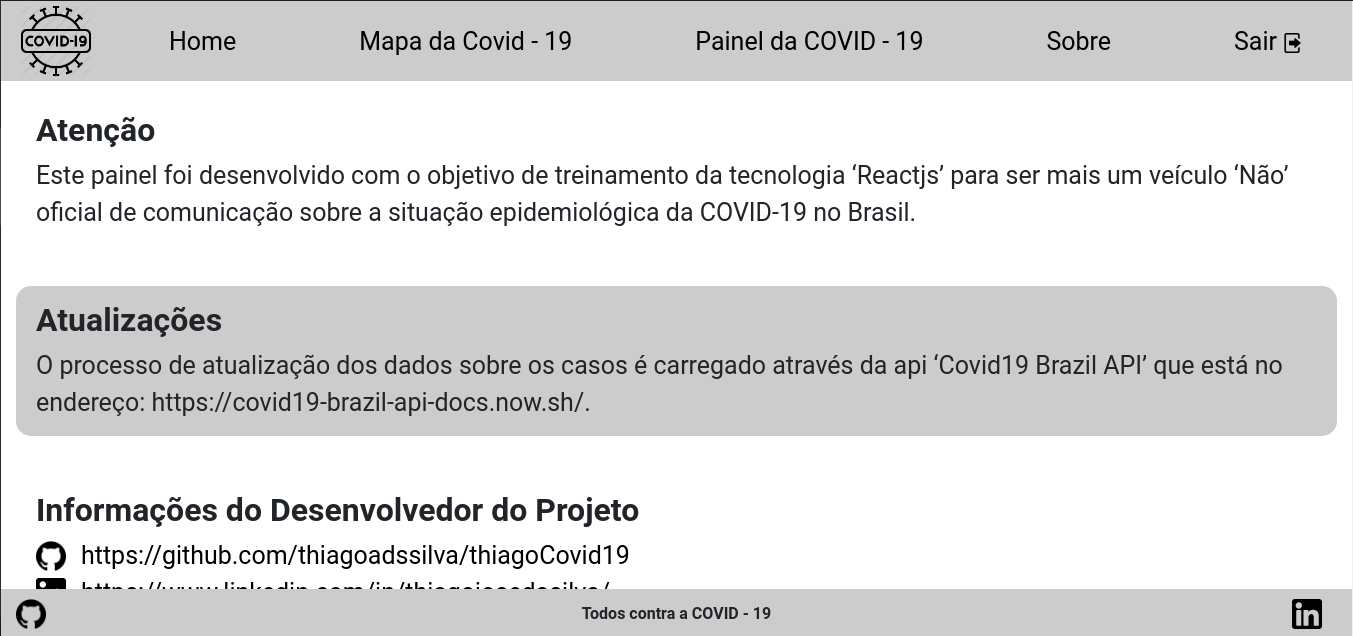 COVID-19
Home
Mapa da Covid - 19
Painel da COVID - 19
Sobre
Sair
Atenção
Este painel foi desenvolvido com o objetivo de treinamento da tecnologia ‘Reactjs’ para ser mais um veículo ‘Não’
oficial de comunicação sobre a situação epidemiológica da COVID-19 no Brasil.
Atualizações
O processo de atualização dos dados sobre os casos é carregado através da api ‘Covid19 Brazil API’ que está no
endereço: https://covid19-brazil-api-docs.now.sh/.
Informações do Desenvolvedor do Projeto
https://github.com/thiagoadssilva/thiagoCovid19
Todos contra a COVID - 19
in